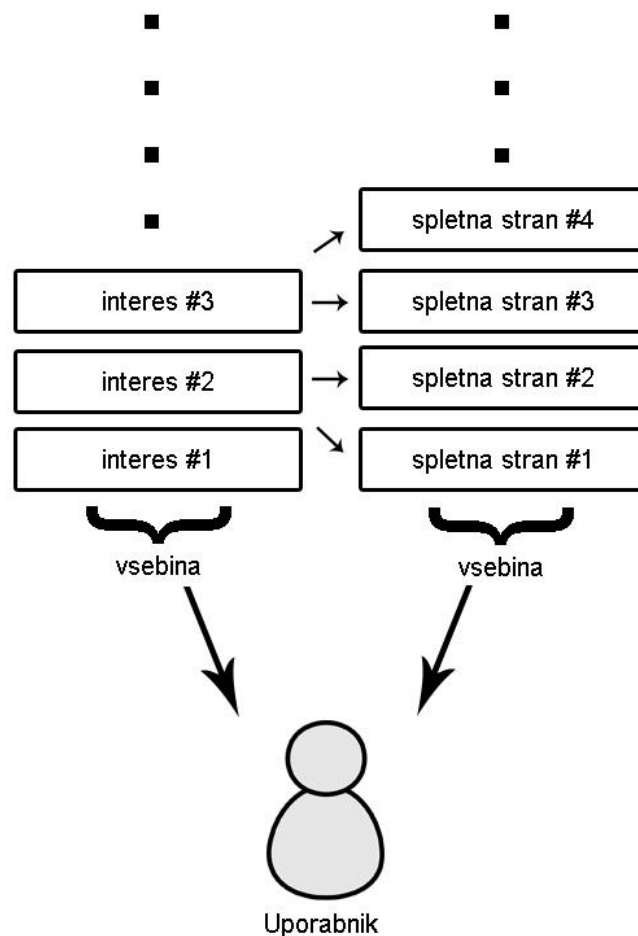 spletna stran #4
interes #3
spletna stran #3
interes #2
spletna stran #2
interes #1
spletna stran #1
vsebina
vsebina
Uporabnik